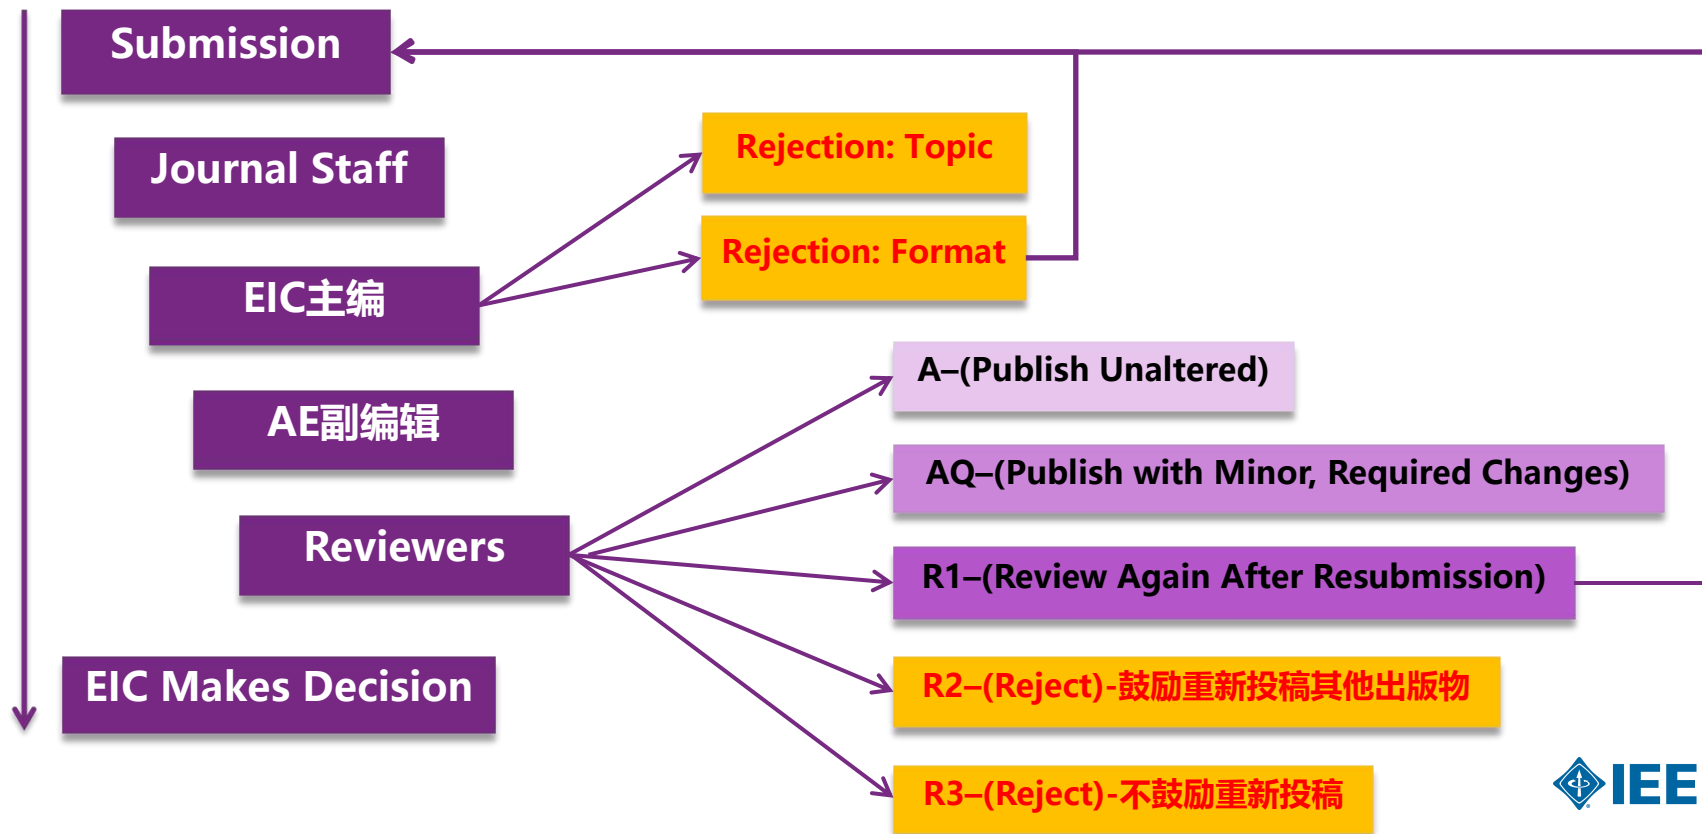 Submission
Journal Staff
Rejection: Topic
Rejection: Format
EIC主编
AE副编辑
A–(Publish Unaltered)
AQ–(Publish with Minor, Required Changes)
Reviewers
R1–(Review Again After Resubmission)
EIC Makes Decision
R2–(Reject)-鼓励重新投稿其他出版物
R3–(Reject)-不鼓励重新投稿
IEE